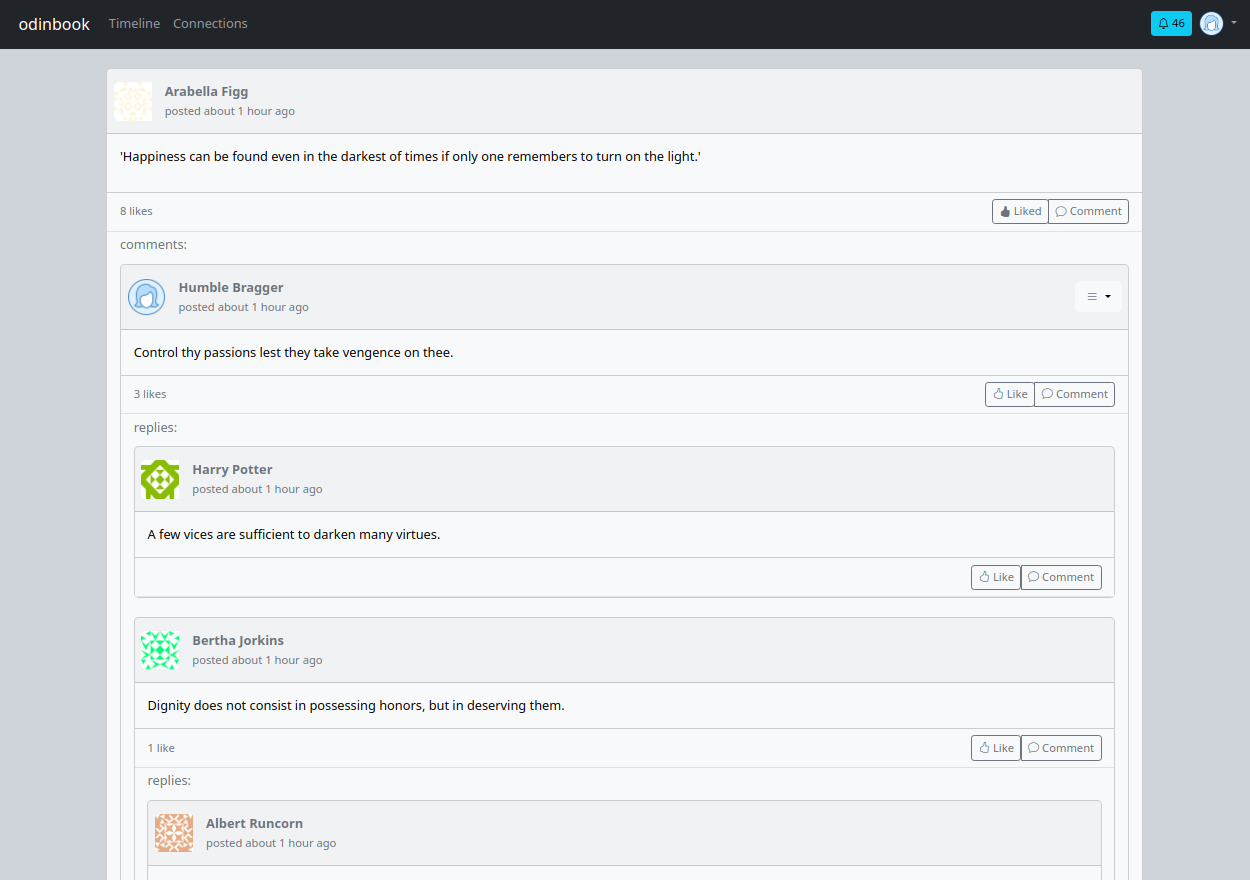 odinbook Timeline Connections 46
Arabella Figg
posted about 1 hour ago
'Happiness can be found even in the darkest of times if only one remembers to turn on the light.'
8 likes Liked Comment
comments:
Humble Bragger
posted about 1 hour ago
Control thy passions lest they take vengence on thee.
3 likes Like Comment
replies:
Harry Potter
posted about 1 hour ago
A few vices are sufficient to darken many virtues.
Like Comment
Bertha Jorkins
posted about 1 hour ago
Dignity does not consist in possessing honors, but in deserving them.
1 like Like Comment
replies:
Albert Runcorn
posted about 1 hour ago